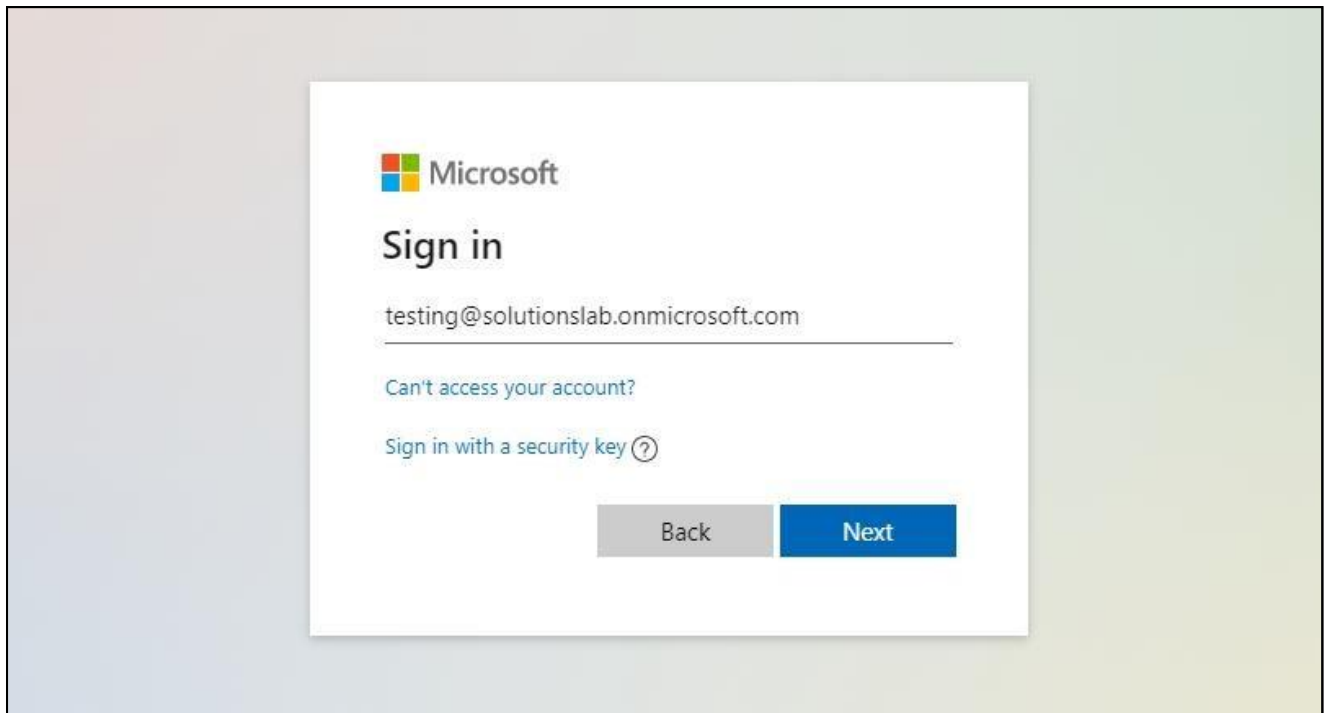 Microsoft
Sign in
testing@solutionslab.onmicrosoft.com
Can't access your account?
Sign in with a security key ?
Back Next